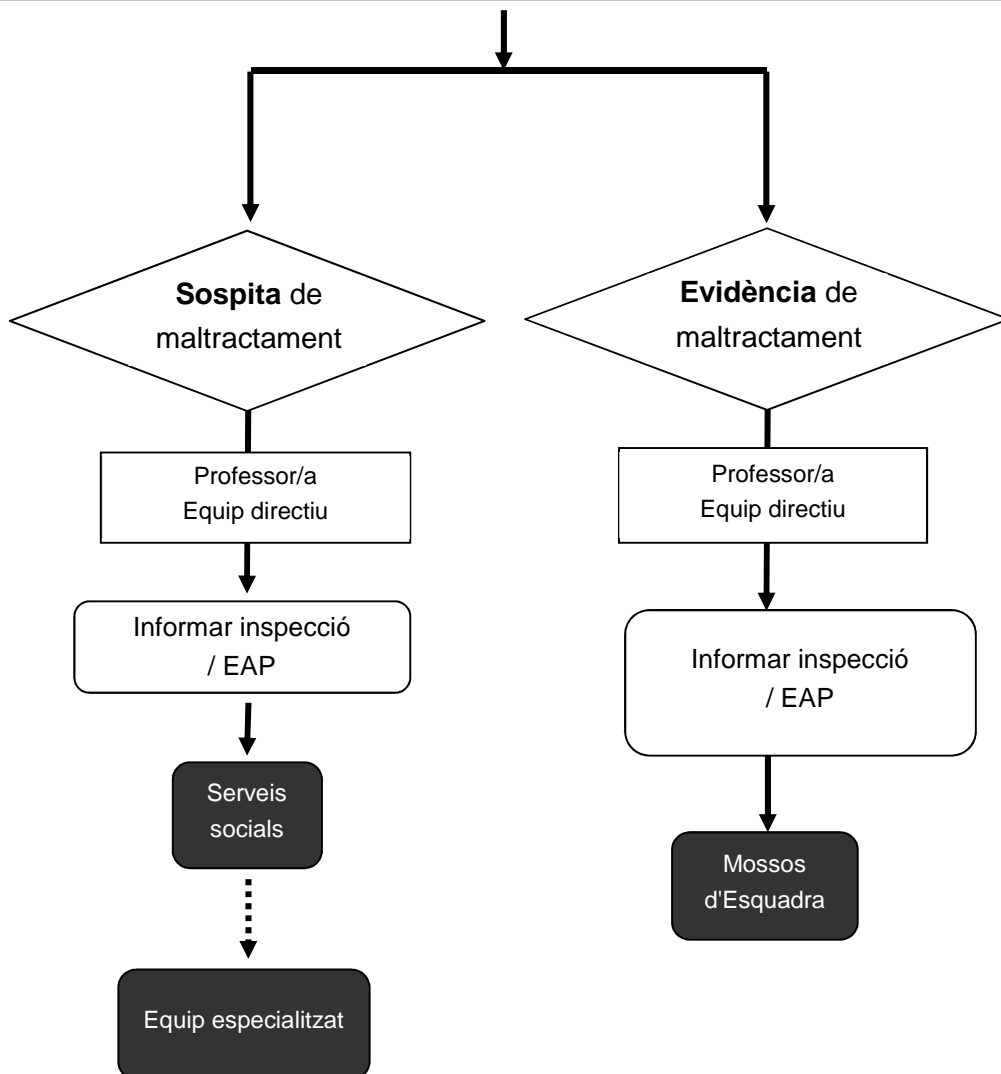 Sospita de
maltractament
Evidència de
maltractament
Professor/a
Equip directiu
Professor/a
Equip directiu
Informar inspecció
/ EAP
Informar inspecció
/ EAP
Serveis
socials
Mossos
d'Esquadra
Equip especialitzat